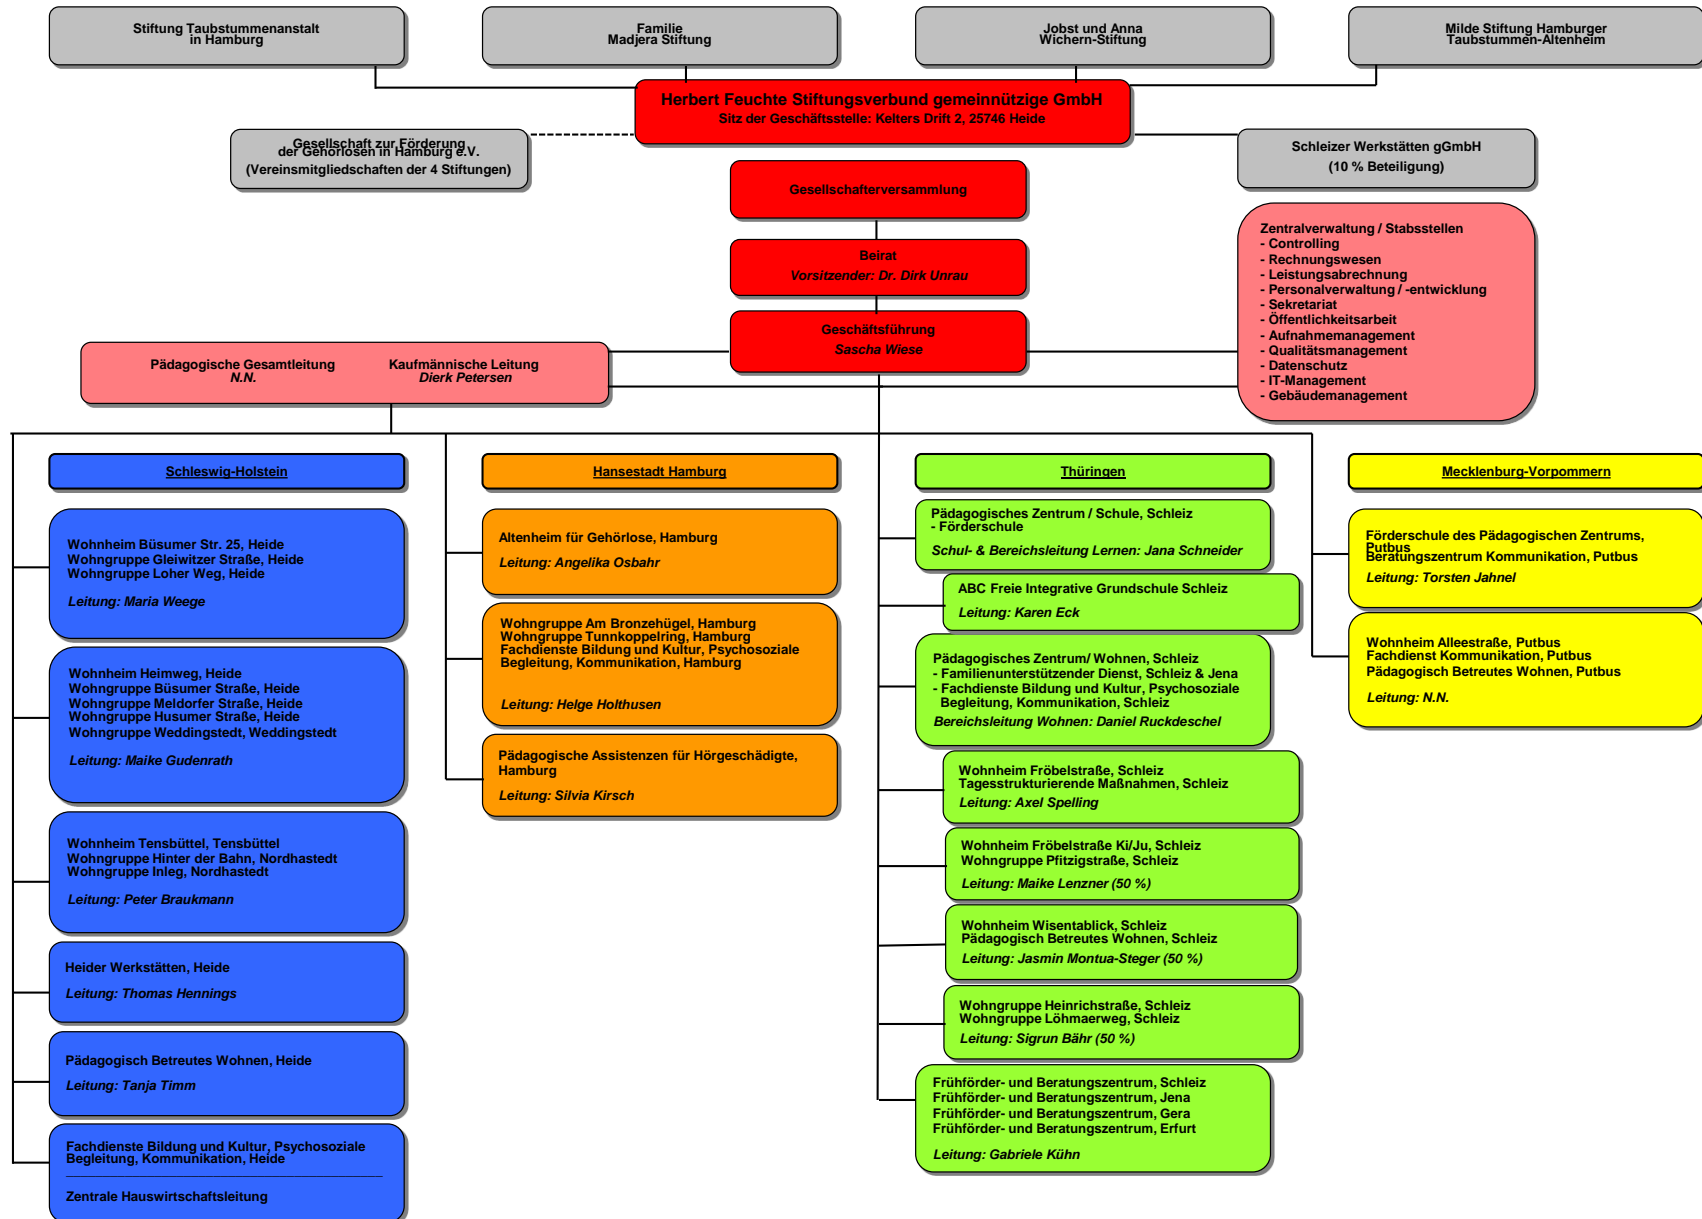 Stiftung Taubstummenanstalt
in Hamburg
Familie
Madjera Stiftung
Jobst und Anna
Wichern-Stiftung
Milde Stiftung Hamburger
Taubstummen-Altenheim
Herbert Feuchte Stiftungsverbund gemeinnützige GmbH
Sitz der Geschäftsstelle: Kelters Drift 2, 25746 Heide
Gesellschaft zur Förderung
der Gehörlosen in Hamburg e.V.
(Vereinsmitgliedschaften der 4 Stiftungen)
Schleizer Werkstätten gGmbH
(10 % Beteiligung)
Gesellschafterversammlung
Beirat
Vorsitzender: Dr. Dirk Unrau
Geschäftsführung
Sascha Wiese
Zentralverwaltung / Stabsstellen
- Controlling
- Rechnungswesen
- Leistungsabrechnung
- Personalverwaltung / -entwicklung
- Sekretariat
- Öffentlichkeitsarbeit
- Aufnahmemanagement
- Qualitätsmanagement
- Datenschutz
- IT-Management
- Gebäudemanagement
Pädagogische Gesamtleitung
N.N.
Kaufmännische Leitung
Dierk Petersen
Schleswig-Holstein
Wohnheim Büsumer Str. 25, Heide
Wohngruppe Gleiwitzer Straße, Heide
Wohngruppe Loher Weg, Heide
Leitung: Maria Weege
Wohnheim Heimweg, Heide
Wohngruppe Büsumer Straße, Heide
Wohngruppe Meldorfer Straße, Heide
Wohngruppe Husumer Straße, Heide
Wohngruppe Weddingstedt, Weddingstedt
Leitung: Maike Gudenrath
Wohnheim Tensbüttel, Tensbüttel
Wohngruppe Hinter der Bahn, Nordhastedt
Wohngruppe Inleg, Nordhastedt
Leitung: Peter Braukmann
Heider Werkstätten, Heide
Leitung: Thomas Hennings
Pädagogisch Betreutes Wohnen, Heide
Leitung: Tanja Timm
Fachdienste Bildung und Kultur, Psychosoziale
Begleitung, Kommunikation, Heide
Zentrale Hauswirtschaftsleitung
Hansestadt Hamburg
Altenheim für Gehörlose, Hamburg
Leitung: Angelika Osbahr
Wohngruppe Am Bronzehügel, Hamburg
Wohngruppe Tunnkoppelring, Hamburg
Fachdienste Bildung und Kultur, Psychosoziale
Begleitung, Kommunikation, Hamburg
Leitung: Helge Holthusen
Pädagogische Assistenzen für Hörgeschädigte,
Hamburg
Leitung: Silvia Kirsch
Thüringen
Pädagogisches Zentrum / Schule, Schleiz
- Förderschule
Schul- & Bereichsleitung Lernen: Jana Schneider
ABC Freie Integrative Grundschule Schleiz
Leitung: Karen Eck
Pädagogisches Zentrum/ Wohnen, Schleiz
- Familienunterstützender Dienst, Schleiz & Jena
- Fachdienste Bildung und Kultur, Psychosoziale
Begleitung, Kommunikation, Schleiz
Bereichsleitung Wohnen: Daniel Ruckdeschel
Wohnheim Fröbelstraße, Schleiz
Tagesstrukturierende Maßnahmen, Schleiz
Leitung: Axel Spelling
Wohnheim Fröbelstraße Ki/Ju, Schleiz
Wohngruppe Pfitzigstraße, Schleiz
Leitung: Maike Lenzner (50 %)
Wohnheim Wisentablick, Schleiz
Pädagogisch Betreutes Wohnen, Schleiz
Leitung: Jasmin Montua-Steger (50 %)
Wohngruppe Heinrichstraße, Schleiz
Wohngruppe Löhmaerweg, Schleiz
Leitung: Sigrun Bähr (50 %)
Frühförder- und Beratungszentrum, Schleiz
Frühförder- und Beratungszentrum, Jena
Frühförder- und Beratungszentrum, Gera
Frühförder- und Beratungszentrum, Erfurt
Leitung: Gabriele Kühn
Mecklenburg-Vorpommern
Förderschule des Pädagogischen Zentrums,
Putbus
Beratungszentrum Kommunikation, Putbus
Leitung: Torsten Jahnel
Wohnheim Alleestraße, Putbus
Fachdienst Kommunikation, Putbus
Pädagogisch Betreutes Wohnen, Putbus
Leitung: N.N.